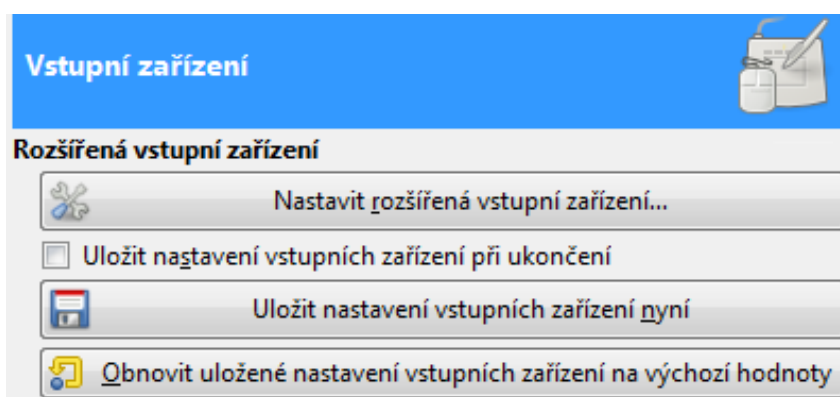 Vstupní zařízení
Rozšířená vstupní zařízení
Nastavit rozšířená vstupní zařízení...
Uložit nastavení vstupních zařízení při ukončení
Uložit nastavení vstupních zařízení nyní
Obnovit uložené nastavení vstupních zařízení na výchozí hodnoty